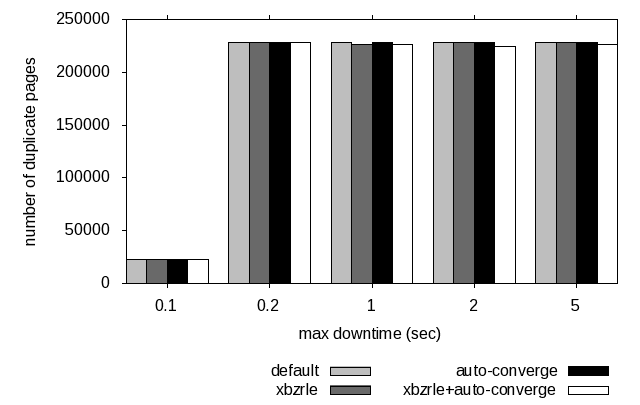 250000
200000
150000
100000
50000
0
number of duplicate pages
0.1 0.2 1 2 5
max downtime (sec)
default auto-converge
xbzrle xbzrle+auto-converge